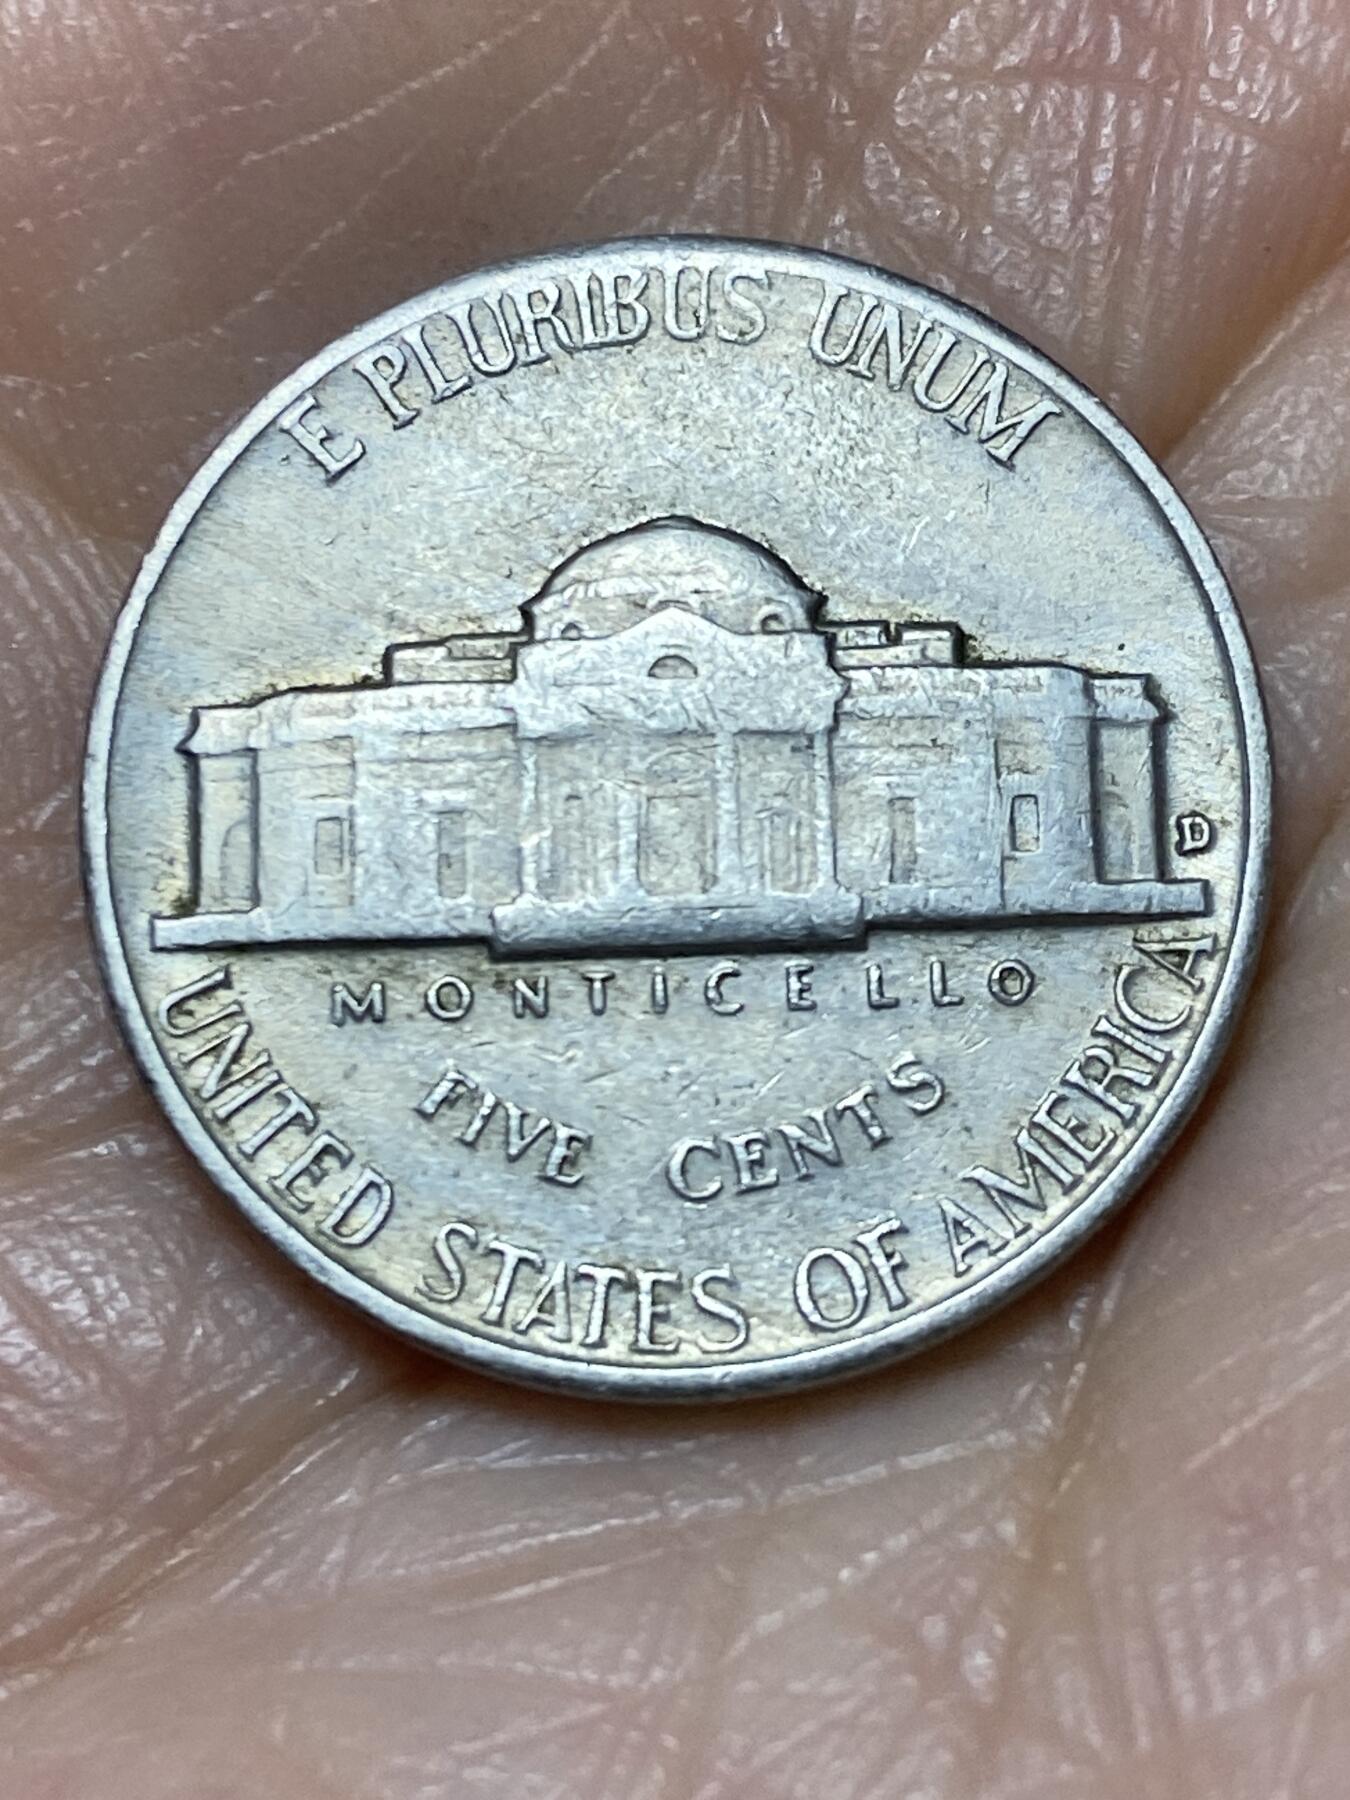 E PLURIBUS UNUM
D
MONTICELLO
FIVE CENTS
UNITED STATES OF AMERICA